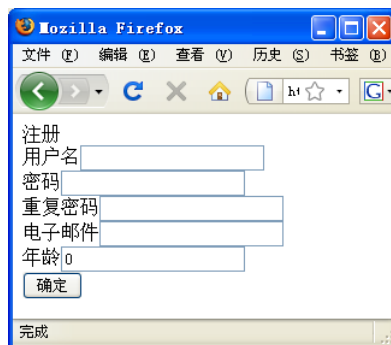 Mozilla Firefox
文件 (F) 编辑 (E) 查看 (V) 历史 (S) 书签 (B)
ht
G
注册
用户名
密码
重复密码
电子邮件
年龄 0
确定
完成